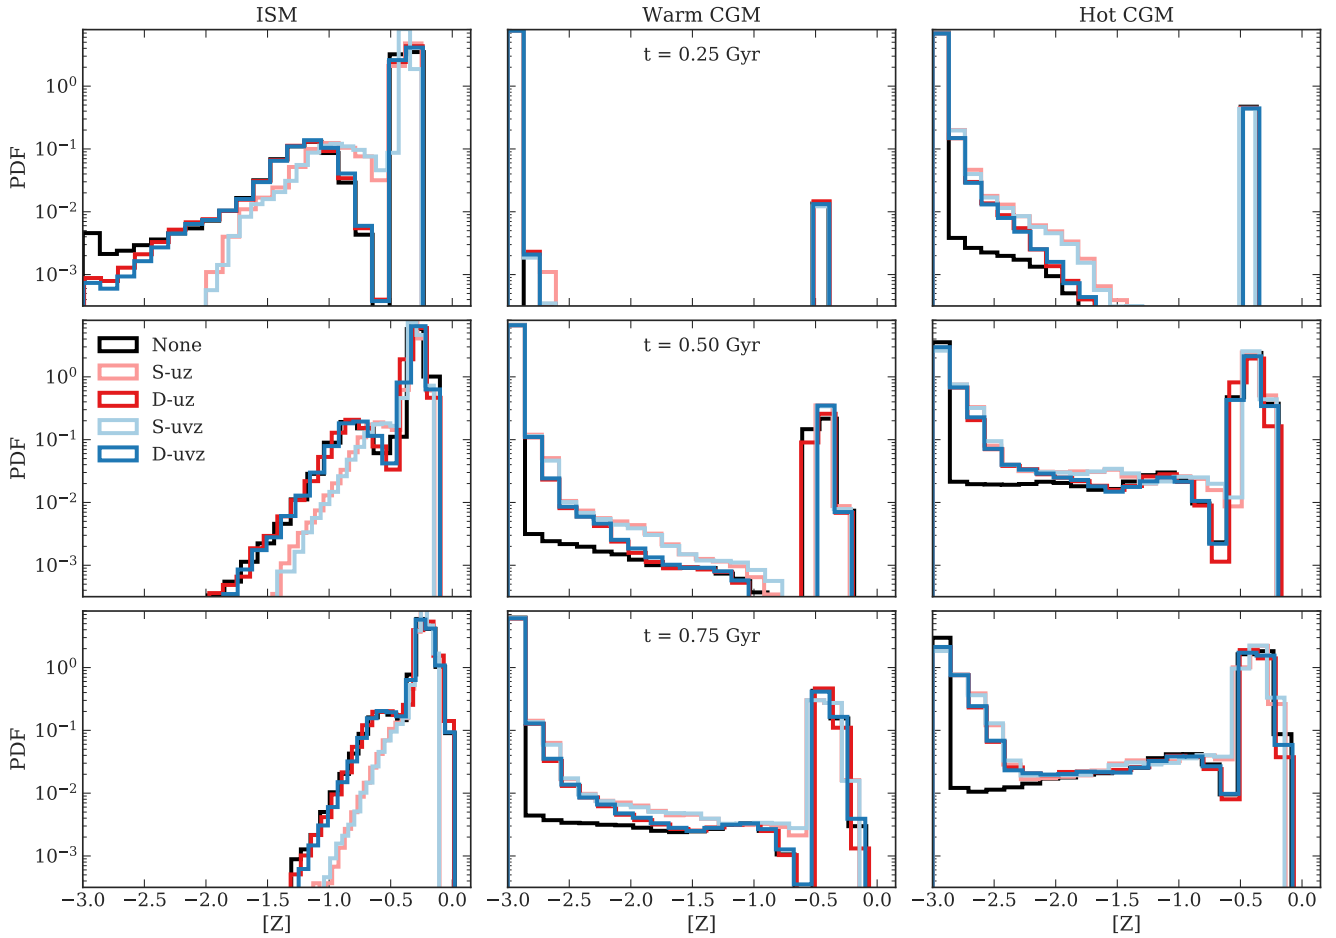 ISM Warm CGM Hot CGM
t = 0.25 Gyr
PDF
10^0
10^−1
10^−2
10^−3
None
S-uz
D-uz
S-uvz
D-uvz
t = 0.50 Gyr
PDF
10^0
10^−1
10^−2
10^−3
t = 0.75 Gyr
PDF
10^0
10^−1
10^−2
10^−3
−3.0 −2.5 −2.0 −1.5 −1.0 −0.5 0.0 −3.0 −2.5 −2.0 −1.5 −1.0 −0.5 0.0 −3.0 −2.5 −2.0 −1.5 −1.0 −0.5 0.0
[Z] [Z] [Z]